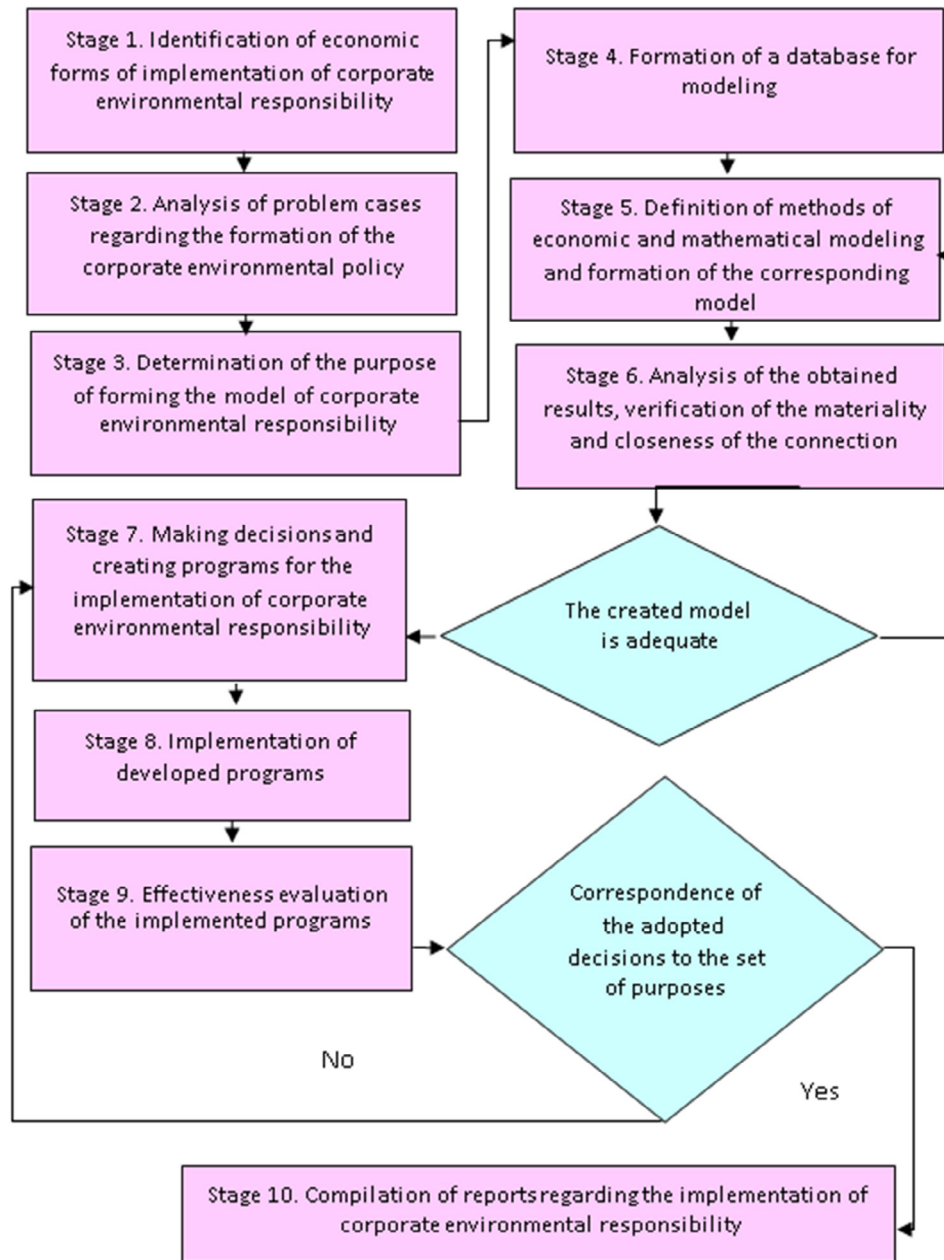 Stage 1. Identification of economic
forms of implementation of corporate
environmental responsibility
Stage 2. Analysis of problem cases
regarding the formation of the
corporate environmental policy
Stage 3. Determination of the purpose
of forming the model of corporate
environmental responsibility
Stage 4. Formation of a database for
modeling
Stage 5. Definition of methods of
economic and mathematical modeling
and formation of the corresponding
model
Stage 6. Analysis of the obtained
results, verification of the materiality
and closeness of the connection
The created model
is adequate
Stage 7. Making decisions and
creating programs for the
implementation of corporate
environmental responsibility
Stage 8. Implementation of
developed programs
Stage 9. Effectiveness evaluation
of the implemented programs
Correspondence of
the adopted
decisions to the set
of purposes
No
Yes
Stage 10. Compilation of reports regarding the implementation of
corporate environmental responsibility